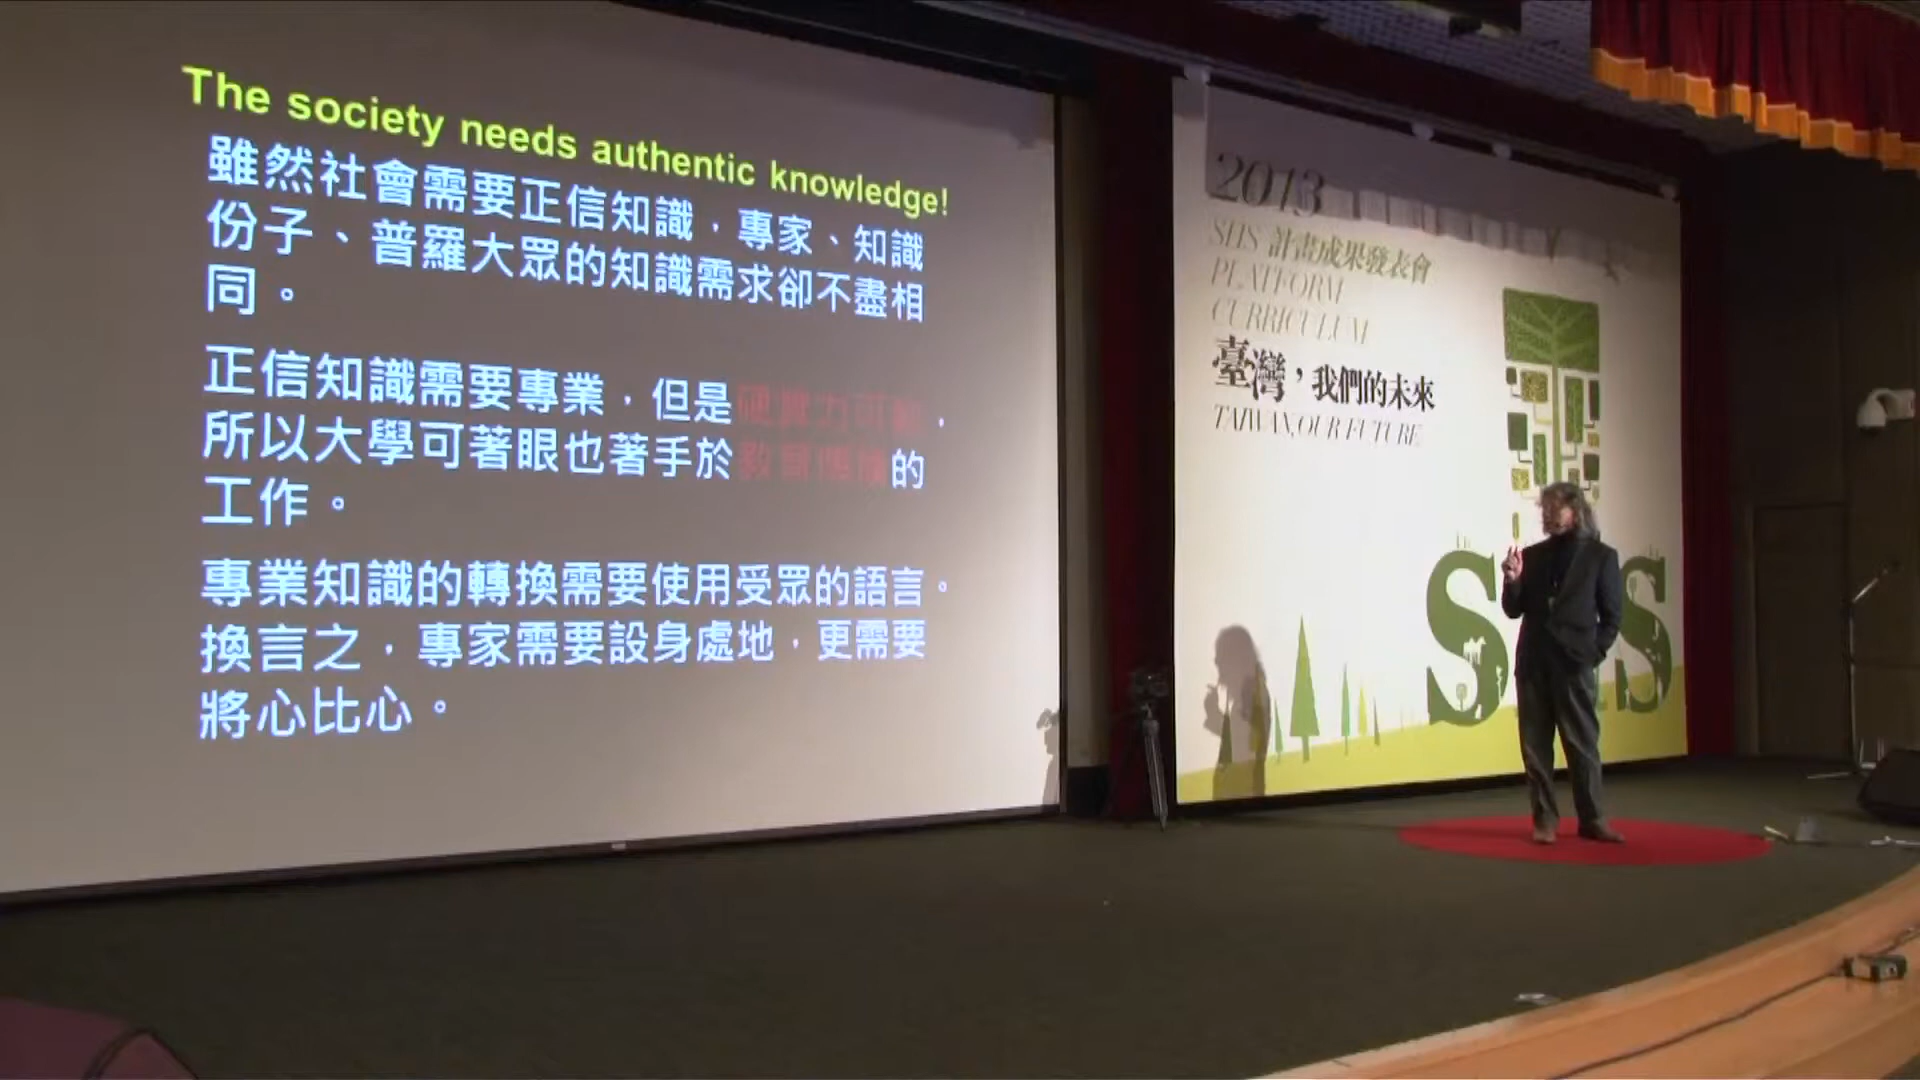 The society needs authentic knowledge!
雖然社會需要正信知識，專家、知識
份子、普羅大眾的知識需求卻不盡相
同。
正信知識需要專業，但是，
所以大學可著眼也著手於的
工作。
專業知識的轉換需要使用受眾的語言。
換言之，專家需要設身處地，更需要
將心比心。
2013
SHS 計畫成果發表會
PLATFORM
CURRICULUM
臺灣，我們的未來
TAIWAN, OUR FUTURE
S S